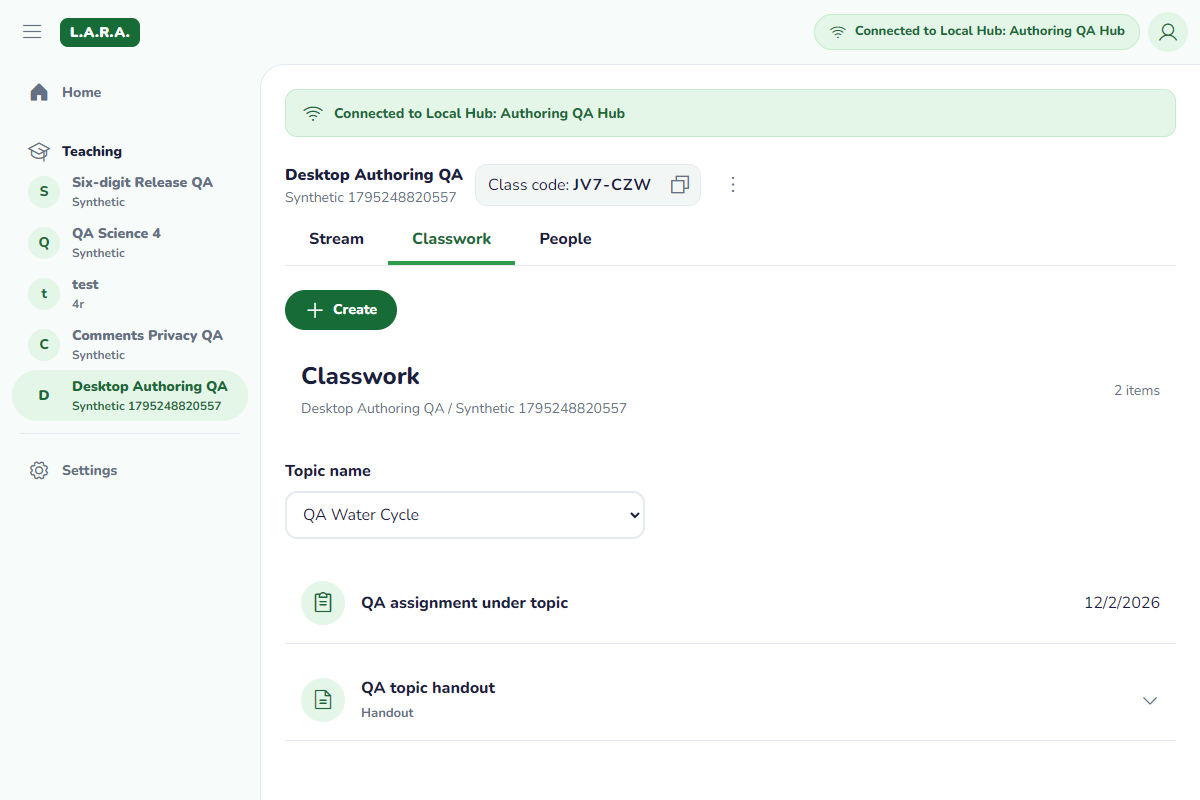 L.A.R.A.
Connected to Local Hub: Authoring QA Hub
Home
Teaching
S
Six-digit Release QA
Synthetic
Q
QA Science 4
Synthetic
t
test
4r
C
Comments Privacy QA
Synthetic
D
Desktop Authoring QA
Synthetic 1795248820557
Settings
Connected to Local Hub: Authoring QA Hub
Desktop Authoring QA
Synthetic 1795248820557
Class code: JV7-CZW
Stream
Classwork
People
Create
Classwork
Desktop Authoring QA / Synthetic 1795248820557
2 items
Topic name
QA Water Cycle
QA assignment under topic
12/2/2026
QA topic handout
Handout